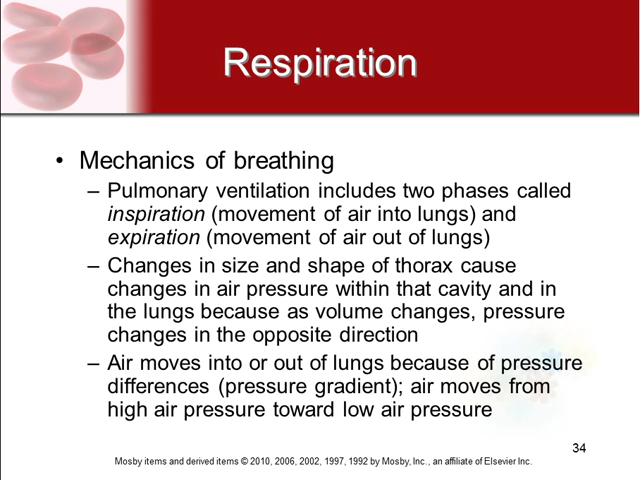 Respiration
• Mechanics of breathing
– Pulmonary ventilation includes two phases called
inspiration (movement of air into lungs) and
expiration (movement of air out of lungs)
– Changes in size and shape of thorax cause
changes in air pressure within that cavity and in
the lungs because as volume changes, pressure
changes in the opposite direction
– Air moves into or out of lungs because of pressure
differences (pressure gradient); air moves from
high air pressure toward low air pressure
34
Mosby items and derived items © 2010, 2006, 2002, 1997, 1992 by Mosby, Inc., an affiliate of Elsevier Inc.